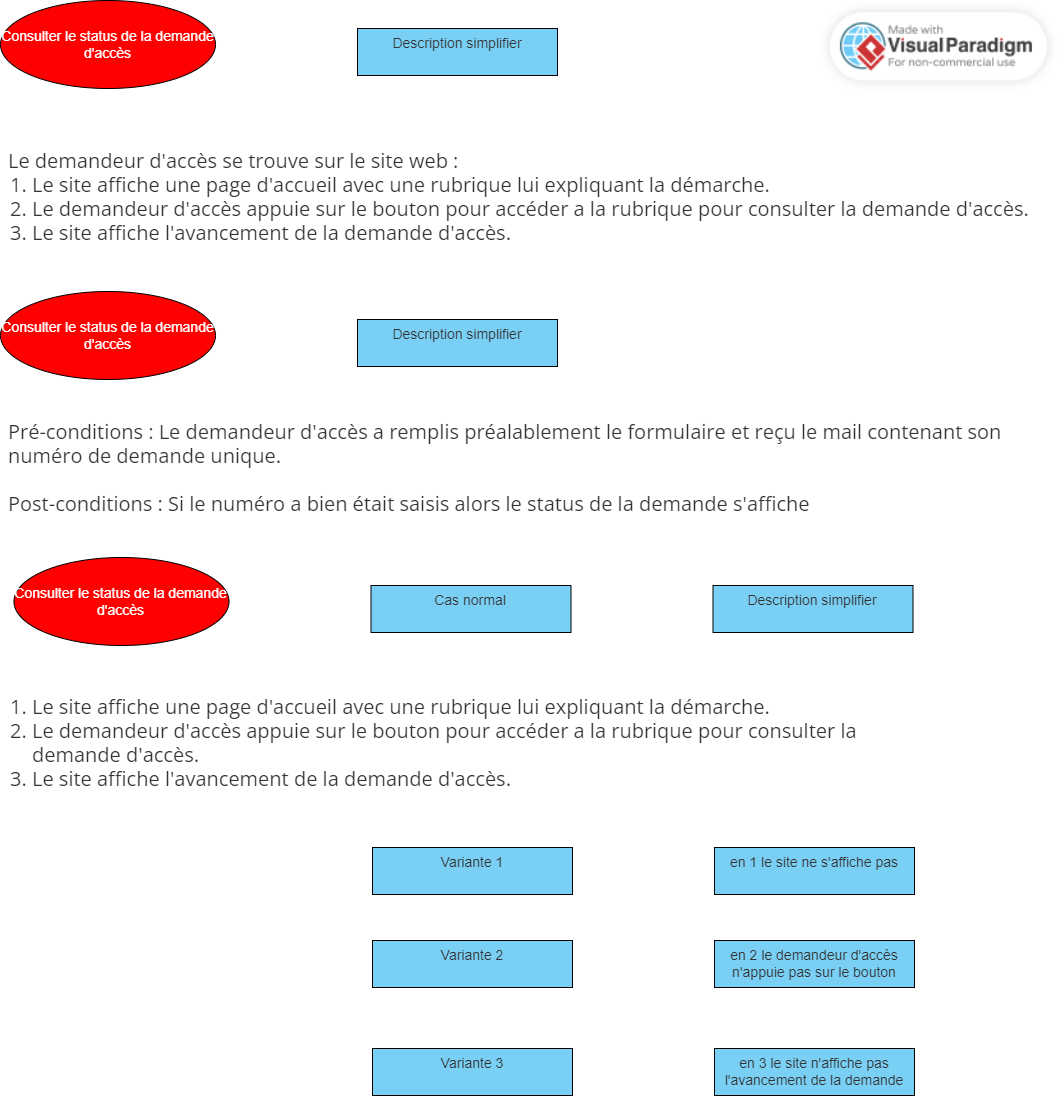 Consulter le status de la demande
d'accès
Description simplifier
Made with
Visual Paradigm
For non-commercial use
Le demandeur d'accès se trouve sur le site web :
1. Le site affiche une page d'accueil avec une rubrique lui expliquant la démarche.
2. Le demandeur d'accès appuie sur le bouton pour accéder a la rubrique pour consulter la demande d'accès.
3. Le site affiche l'avancement de la demande d'accès.
Consulter le status de la demande
d'accès
Description simplifier
Pré-conditions : Le demandeur d'accès a remplis préalablement le formulaire et reçu le mail contenant son
numéro de demande unique.
Post-conditions : Si le numéro a bien était saisis alors le status de la demande s'affiche
Consulter le status de la demande
d'accès
Cas normal
Description simplifier
1. Le site affiche une page d'accueil avec une rubrique lui expliquant la démarche.
2. Le demandeur d'accès appuie sur le bouton pour accéder a la rubrique pour consulter la
demande d'accès.
3. Le site affiche l'avancement de la demande d'accès.
Variante 1
en 1 le site ne s'affiche pas
Variante 2
en 2 le demandeur d'accès
n'appuie pas sur le bouton
Variante 3
en 3 le site n'affiche pas
l'avancement de la demande